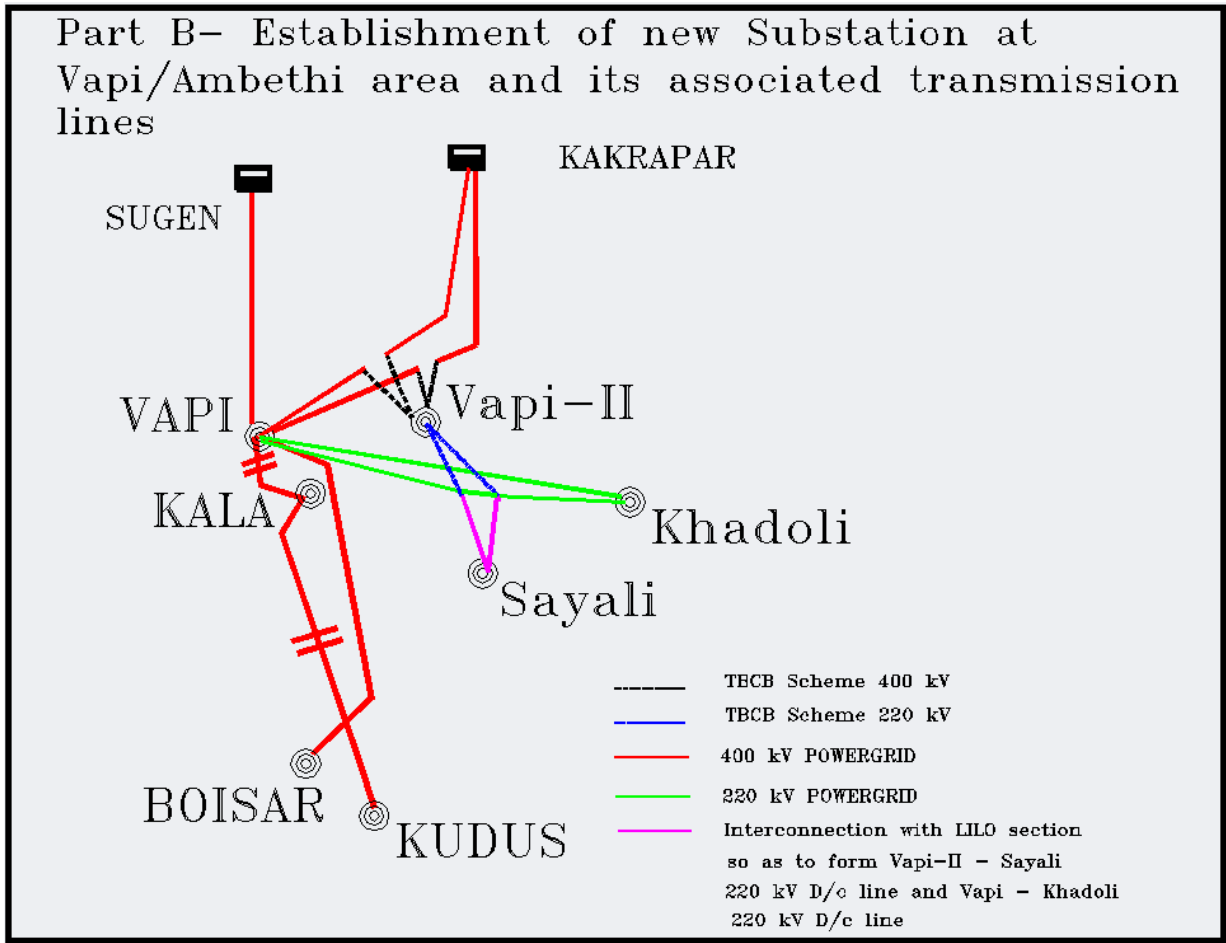 Part B- Establishment of new Substation at
Vapi/Ambethi area and its associated transmission
lines
KAKRAPAR
SUGEN
VAPI
Vapi-II
KALA
Khadoli
Sayali
BOISAR
KUDUS
TBCB Scheme 400 kV
TBCB Scheme 220 kV
400 kV POWERGRID
220 kV POWERGRID
Interconnection with LILO section
so as to form Vapi-II - Sayali
220 kV D/c line and Vapi - Khadoli
220 kV D/c line